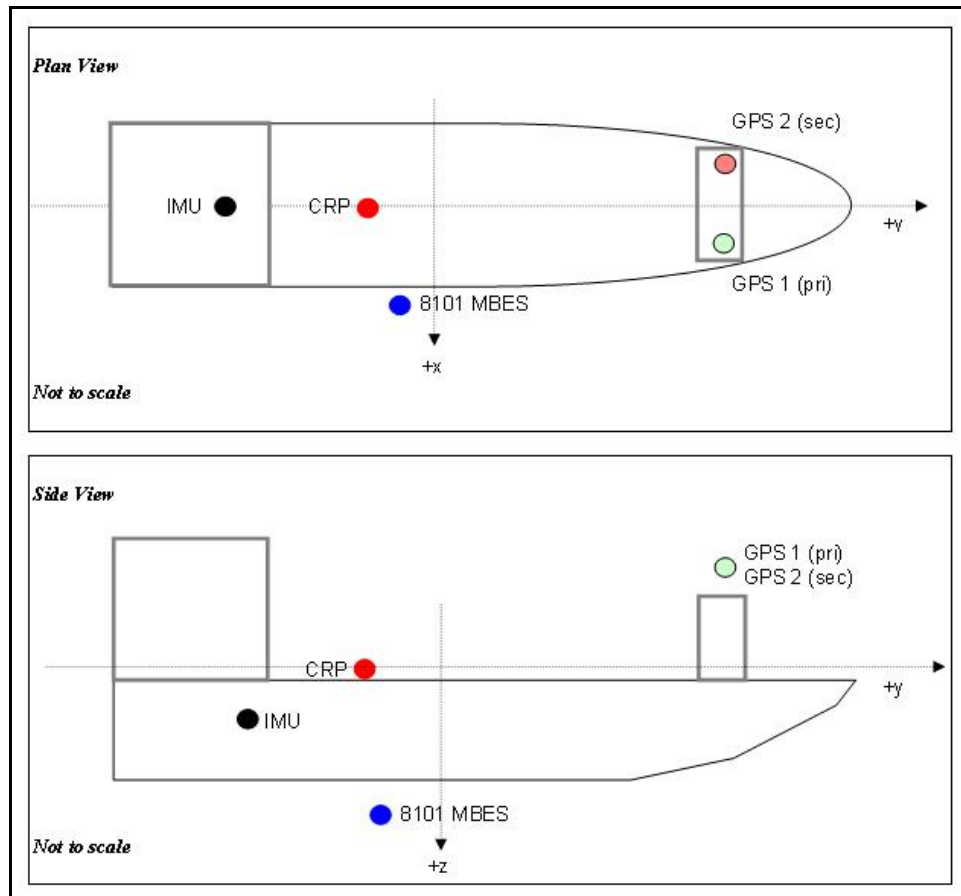 Plan View
GPS 2 (sec)
IMU
CRP
+y
GPS 1 (pri)
8101 MBES
+x
Not to scale
Side View
GPS 1 (pri)
GPS 2 (sec)
CRP
+y
IMU
8101 MBES
Not to scale
+z